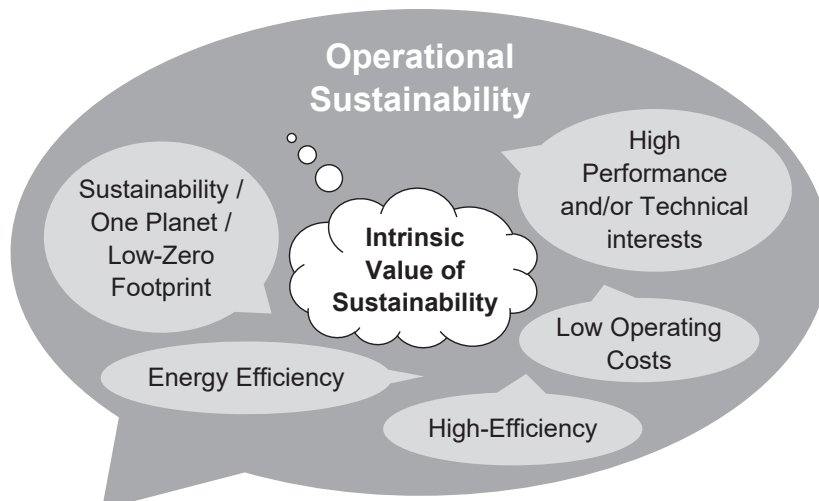 Operational
Sustainability
High
Performance
and/or Technical
interests
Sustainability /
One Planet /
Low-Zero
Footprint
Intrinsic
Value of
Sustainability
Low Operating
Costs
Energy Efficiency
High-Efficiency